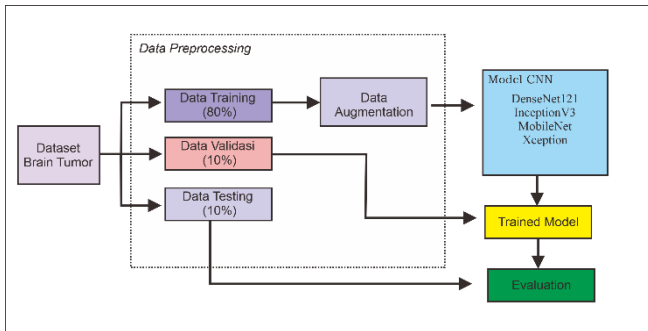 Data Preprocessing
Dataset
Brain Tumor
Data Training
(80%)
Data Augmentation
Data Validasi
(10%)
Data Testing
(10%)
Model CNN
DenseNet121
InceptionV3
MobileNet
Xception
Trained Model
Evaluation